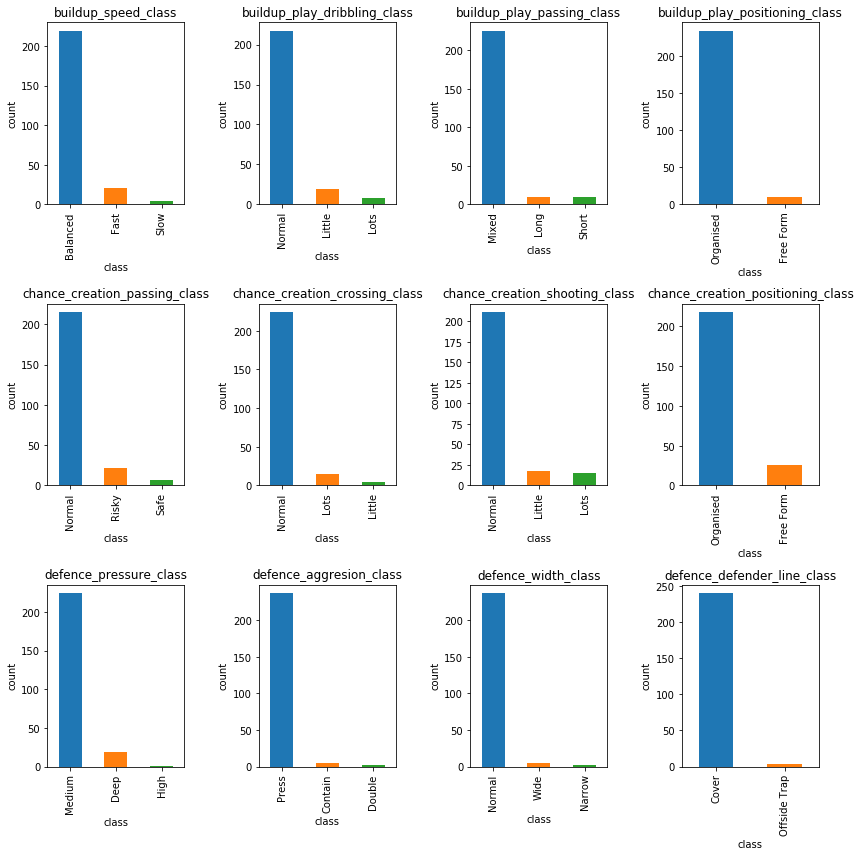 buildup_speed_class
200
150
100
50
0
count
Balanced
Fast
Slow
class
buildup_play_dribbling_class
200
150
100
50
0
count
Normal
Little
Lots
class
buildup_play_passing_class
200
150
100
50
0
count
Mixed
Long
Short
class
buildup_play_positioning_class
200
150
100
50
0
count
Organised
Free Form
class
chance_creation_passing_class
200
150
100
50
0
count
Normal
Risky
Safe
class
chance_creation_crossing_class
200
150
100
50
0
count
Normal
Lots
Little
class
chance_creation_shooting_class
200
175
150
125
100
75
50
25
0
count
Normal
Little
Lots
class
chance_creation_positioning_class
200
150
100
50
0
count
Organised
Free Form
class
defence_pressure_class
200
150
100
50
0
count
Medium
Deep
High
class
defence_aggresion_class
200
150
100
50
0
count
Press
Contain
Double
class
defence_width_class
200
150
100
50
0
count
Normal
Wide
Narrow
class
defence_defender_line_class
250
200
150
100
50
0
count
Cover
Offside Trap
class